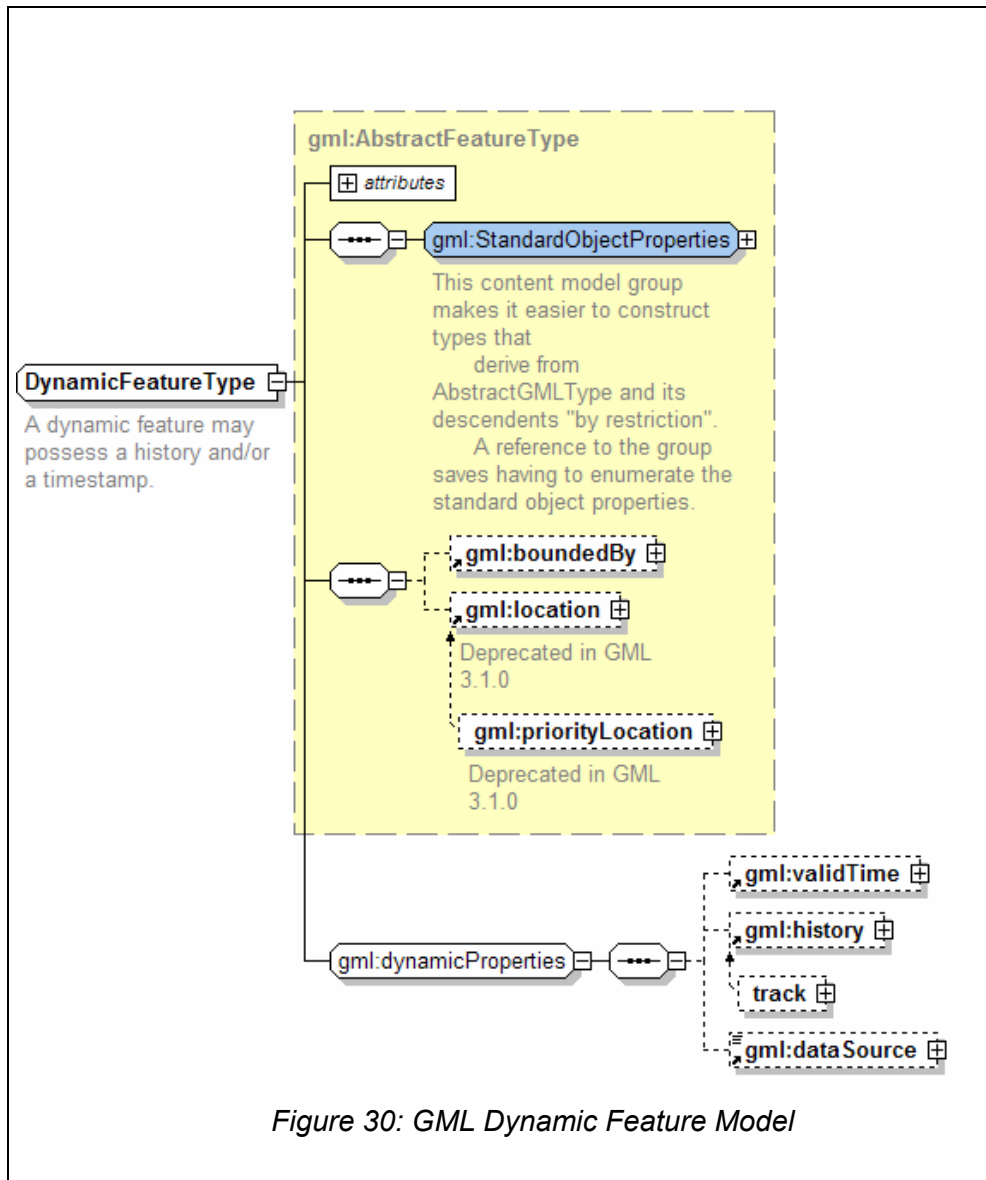 gml:AbstractFeatureType
attributes
gml:StandardObjectProperties
This content model group
makes it easier to construct
types that
derive from
AbstractGMLType and its
descendents "by restriction".
A reference to the group
saves having to enumerate the
standard object properties.
DynamicFeatureType
A dynamic feature may
possess a history and/or
a timestamp.
gml:boundedBy
gml:location
Deprecated in GML
3.1.0
gml:priorityLocation
Deprecated in GML
3.1.0
gml:dynamicProperties
gml:validTime
gml:history
track
gml:dataSource
Figure 30: GML Dynamic Feature Model